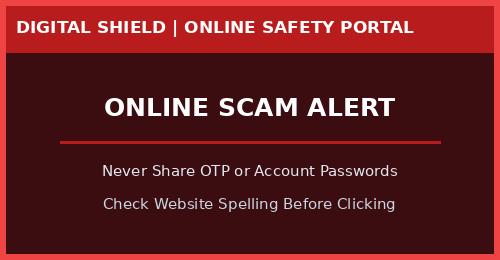 DIGITAL SHIELD | ONLINE SAFETY PORTAL
ONLINE SCAM ALERT
Never Share OTP or Account Passwords
Check Website Spelling Before Clicking